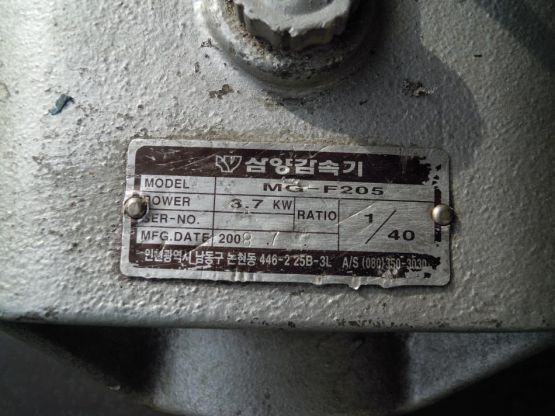 삼양감속기
MODEL MG-F205
POWER 3.7 KW RATIO 1/40
SER-NO.
MFG.DATE 2008.7
인천광역시 남동구 논현동 446-2 25B-3L A/S (080)350-3030